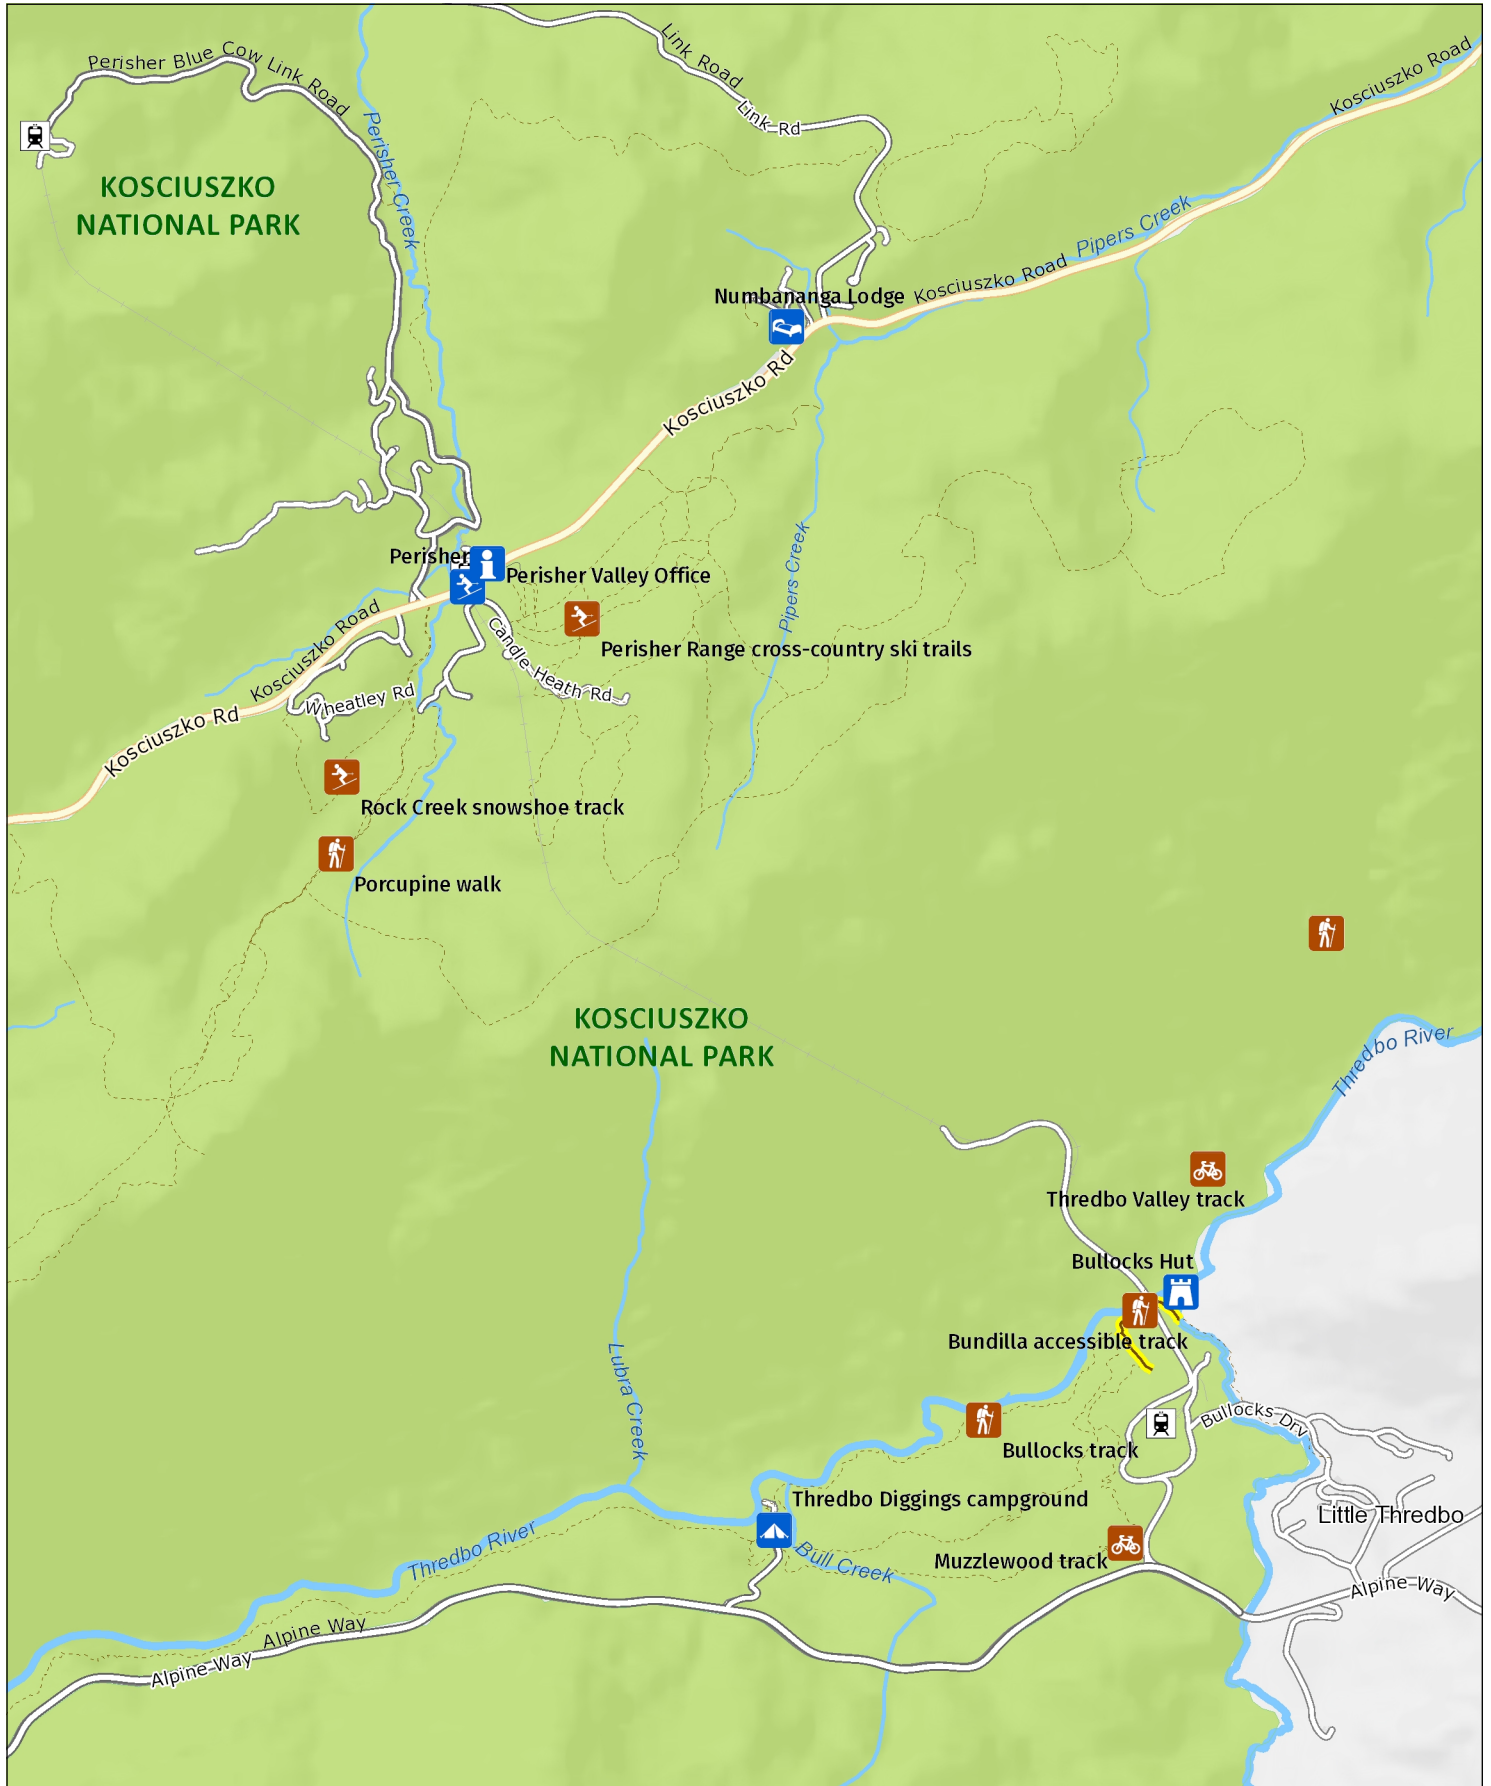 Perisher Blue Cow Link Road
Link Road
Kosciuszko Road
Link Rd
Perisher Creek
KOSCIUSZKO
NATIONAL PARK
Pipers Creek
Kosciuszko Road
Numbananga Lodge
Kosciuszko Rd
Perisher
Perisher Valley Office
Pipers Creek
Kosciuszko Road
Candle Heath Rd
Perisher Range cross-country ski trails
Wheatley Rd
Kosciuszko Rd
Rock Creek snowshoe track
Porcupine walk
KOSCIUSZKO
NATIONAL PARK
Thredbo River
Thredbo Valley track
Bullocks Hut
Bundilla accessible track
Lubra Creek
Bullocks Drv
Bullocks track
Thredbo Diggings campground
Little Thredbo
Thredbo River
Bull Creek
Muzzlewood track
Alpine Way
Alpine Way
Alpine Way